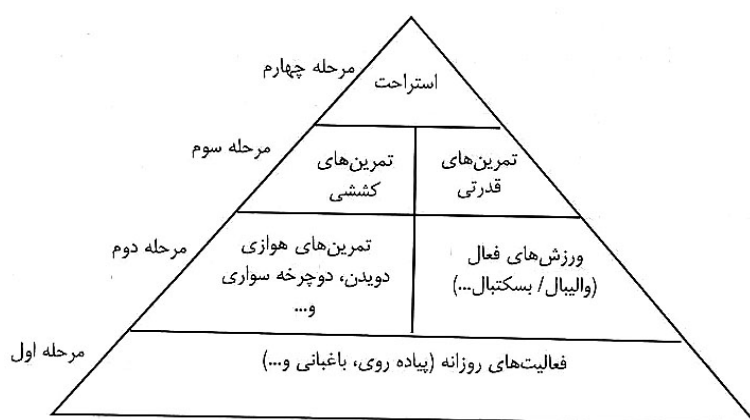 مرحله چهارم
استراحت
مرحله سوم
تمرین‌های
قدرتی
تمرین‌های
کششی
مرحله دوم
ورزش‌های فعال
(والیبال/ بسکتبال...)
تمرین‌های هوازی
دویدن، دوچرخه سواری
و...
مرحله اول
فعالیت‌های روزانه (پیاده روی، باغبانی و...)